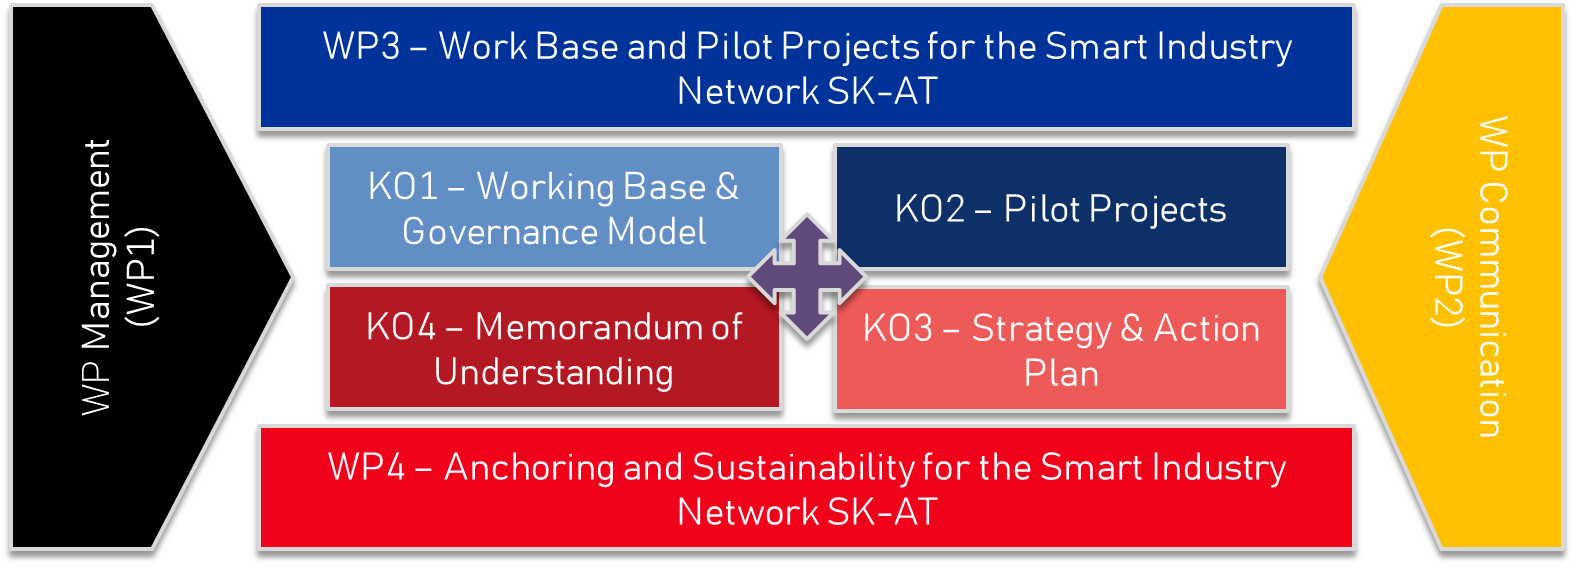 WP Management
(WP1)
WP3 – Work Base and Pilot Projects for the Smart Industry
Network SK-AT
KO1 – Working Base &
Governance Model
KO2 – Pilot Projects
KO4 – Memorandum of
Understanding
KO3 – Strategy & Action
Plan
WP4 – Anchoring and Sustainability for the Smart Industry
Network SK-AT
WP Communication
(WP2)